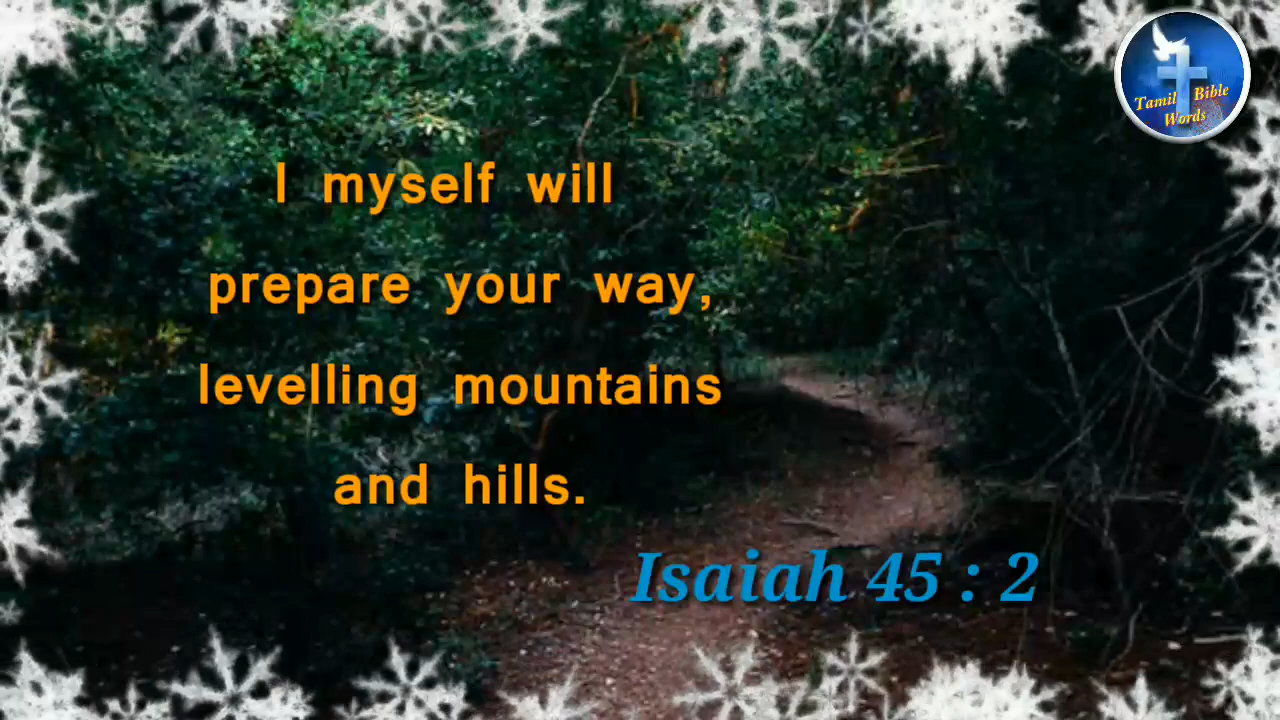 Tamil Bible
Words
I myself will
prepare your way,
levelling mountains
and hills.
Isaiah 45 : 2